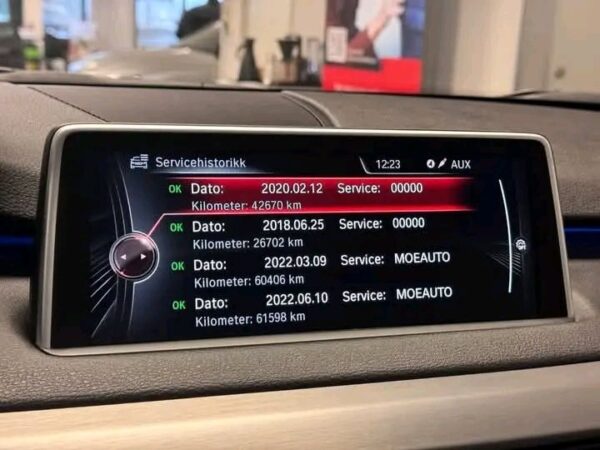 Servicehistorikk 12:23 AUX
OK Dato: 2020.02.12 Service: 00000
Kilometer: 42670 km
OK Dato: 2018.06.25 Service: 00000
Kilometer: 26702 km
OK Dato: 2022.03.09 Service: MOEAUTO
Kilometer: 60406 km
OK Dato: 2022.06.10 Service: MOEAUTO
Kilometer: 61598 km